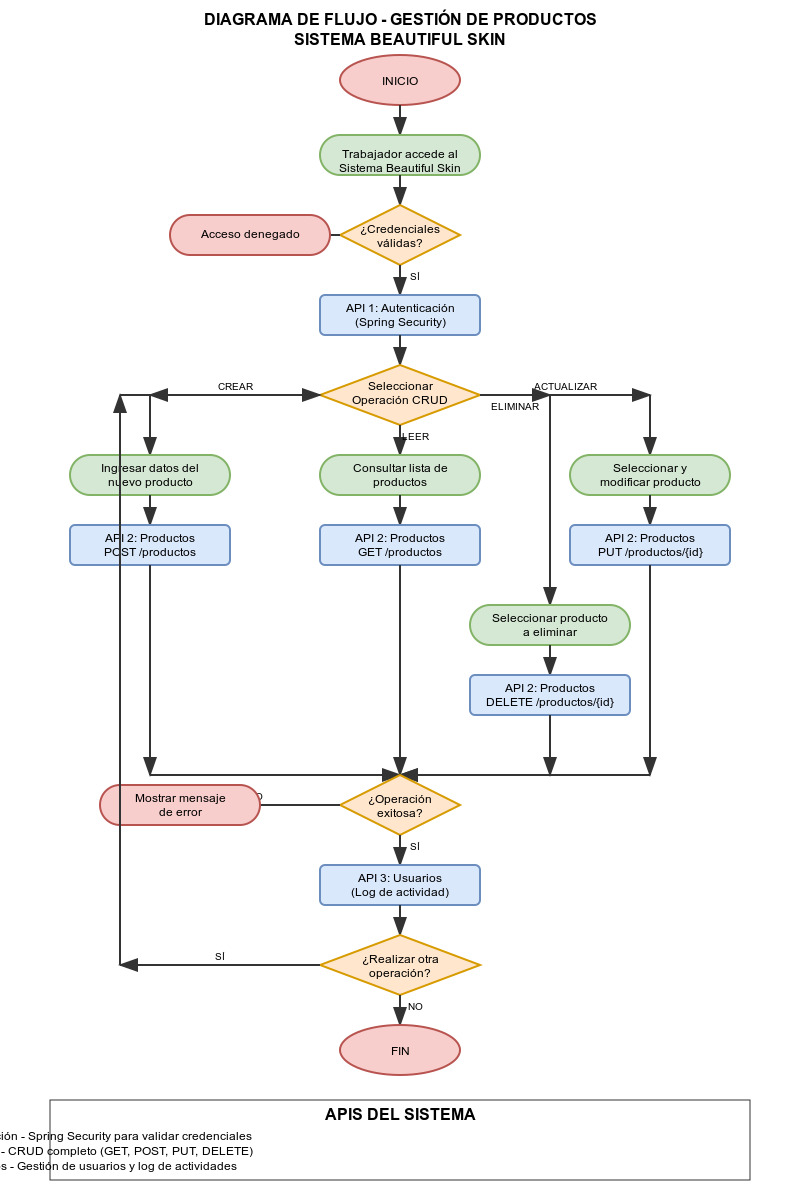 DIAGRAMA DE FLUJO - GESTIÓN DE PRODUCTOS
SISTEMA BEAUTIFUL SKIN
INICIO
Trabajador accede al
Sistema Beautiful Skin
¿Credenciales
válidas?
Acceso denegado
SÍ
API 1: Autenticación
(Spring Security)
Seleccionar
Operación CRUD
CREAR
ACTUALIZAR
ELIMINAR
LEER
Ingresar datos del
nuevo producto
Consultar lista de
productos
Seleccionar y
modificar producto
API 2: Productos
POST /productos
API 2: Productos
GET /productos
API 2: Productos
PUT /productos/{id}
Seleccionar producto
a eliminar
API 2: Productos
DELETE /productos/{id}
¿Operación
exitosa?
Mostrar mensaje
de error
SÍ
API 3: Usuarios
(Log de actividad)
¿Realizar otra
operación?
SÍ
NO
FIN
APIS DEL SISTEMA
- Spring Security para validar credenciales
- CRUD completo (GET, POST, PUT, DELETE)
- Gestión de usuarios y log de actividades